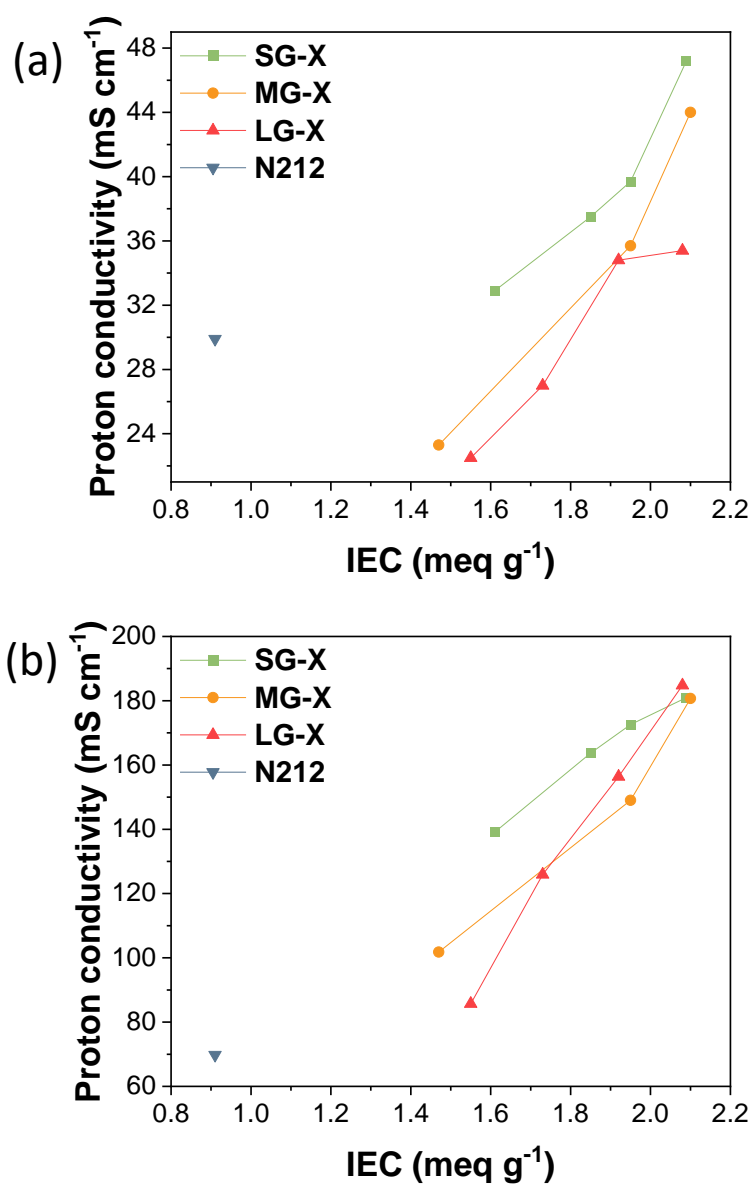 (a)
Proton conductivity (mS cm⁻¹)
48
44
40
36
32
28
24
SG-X
MG-X
LG-X
N212
0.8 1.0 1.2 1.4 1.6 1.8 2.0 2.2
IEC (meq g⁻¹)
(b)
Proton conductivity (mS cm⁻¹)
200
180
160
140
120
100
80
60
SG-X
MG-X
LG-X
N212
0.8 1.0 1.2 1.4 1.6 1.8 2.0 2.2
IEC (meq g⁻¹)